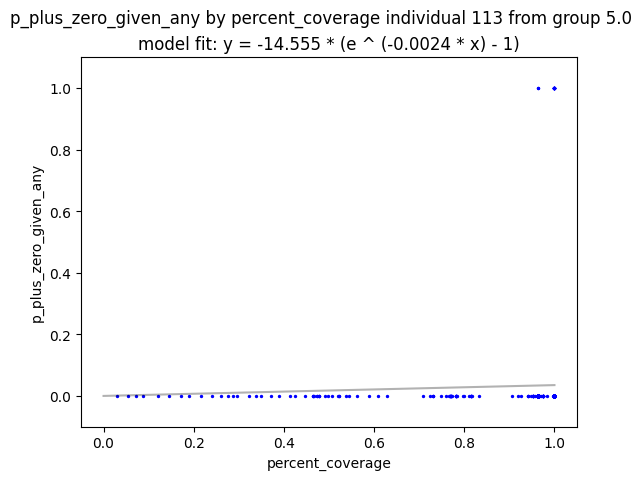 p_plus_zero_given_any by percent_coverage individual 113 from group 5.0
model fit: y = -14.555 * (e ^ (-0.0024 * x) - 1)
1.0
0.8
0.6
0.4
0.2
0.0
p_plus_zero_given_any
0.0 0.2 0.4 0.6 0.8 1.0
percent_coverage